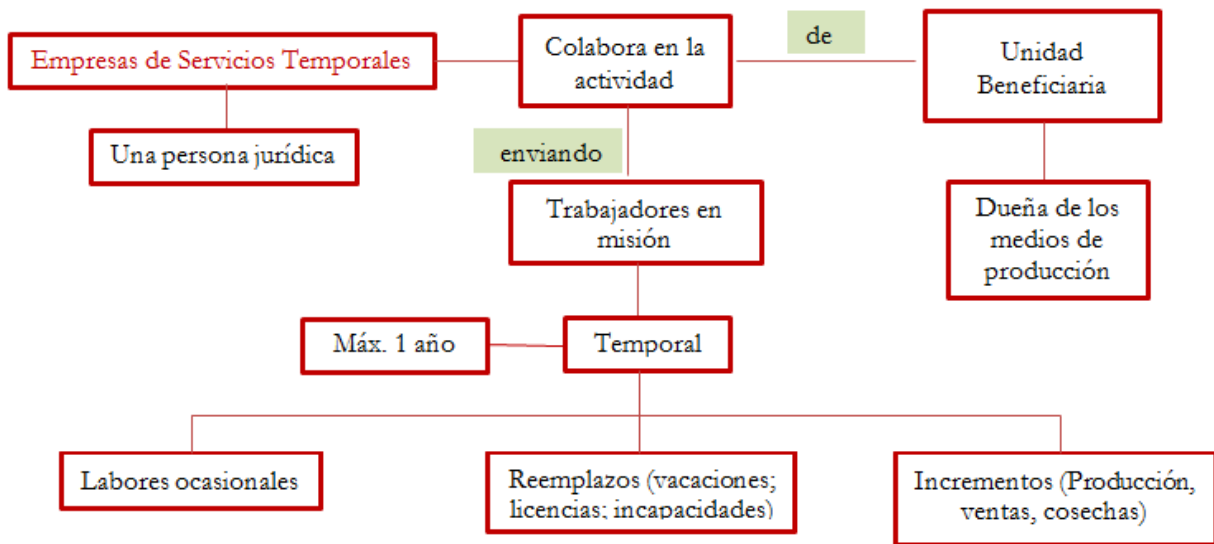 Empresas de Servicios Temporales
Colabora en la
actividad
de
Unidad
Beneficiaria
Una persona jurídica
enviando
Trabajadores en
misión
Dueña de los
medios de
producción
Máx. 1 año
Temporal
Labores ocasionales
Reemplazos (vacaciones;
licencias; incapacidades)
Incrementos (Producción,
ventas, cosechas)